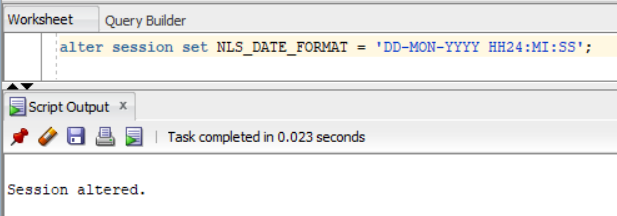 Worksheet Query Builder
alter session set NLS_DATE_FORMAT = 'DD-MON-YYYY HH24:MI:SS';
Script Output x
Task completed in 0.023 seconds
Session altered.